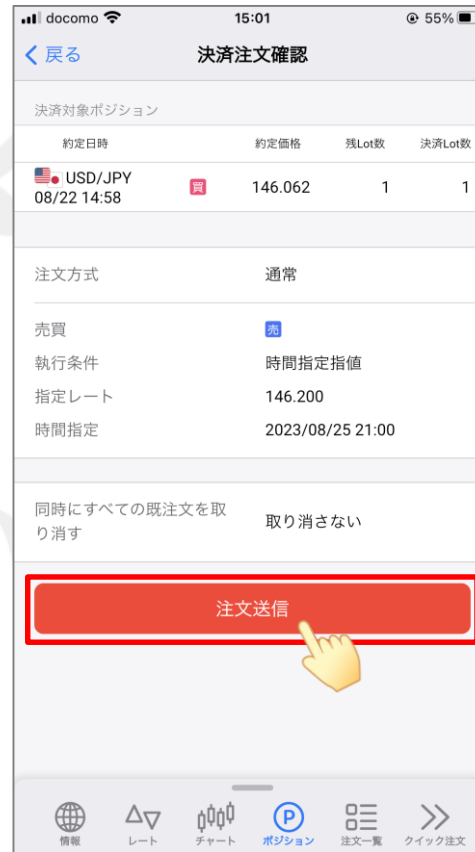 docomo 15:01 55%
戻る 決済注文確認
決済対象ポジション
約定日時 約定価格 残Lot数 決済Lot数
USD/JPY
08/22 14:58 買 146.062 1 1
注文方式 通常
売買 売
執行条件 時間指定指値
指定レート 146.200
時間指定 2023/08/25 21:00
同時にすべての既注文を取
り消す 取り消さない
注文送信
P
情報 レート チャート ポジション 注文一覧 クイック注文